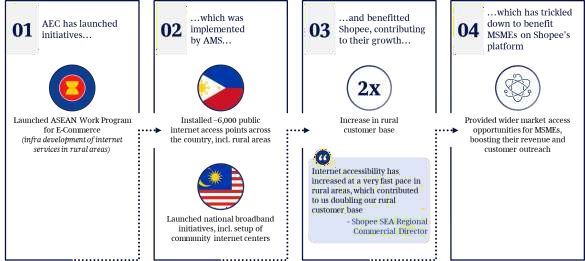 01
AEC has launched
initiatives...
Launched ASEAN Work Program
for E-Commerce
(infra development of internet
services in rural areas)
02
...which was
implemented
by AMS...
Installed ~6,000 public
internet access points across
the country, incl. rural areas
Launched national broadband
initiatives, incl. setup of
community internet centers
03
...and benefitted
Shopee, contributing
to their growth...
2x
Increase in rural
customer base
“
Internet accessibility has
increased at a very fast pace in
rural areas, which contributed
to us doubling our rural
customer base
- Shopee SEA Regional
Commercial Director
04
...which has trickled
down to benefit
MSMEs on Shopee's
platform
Provided wider market access
opportunities for MSMEs,
boosting their revenue and
customer outreach